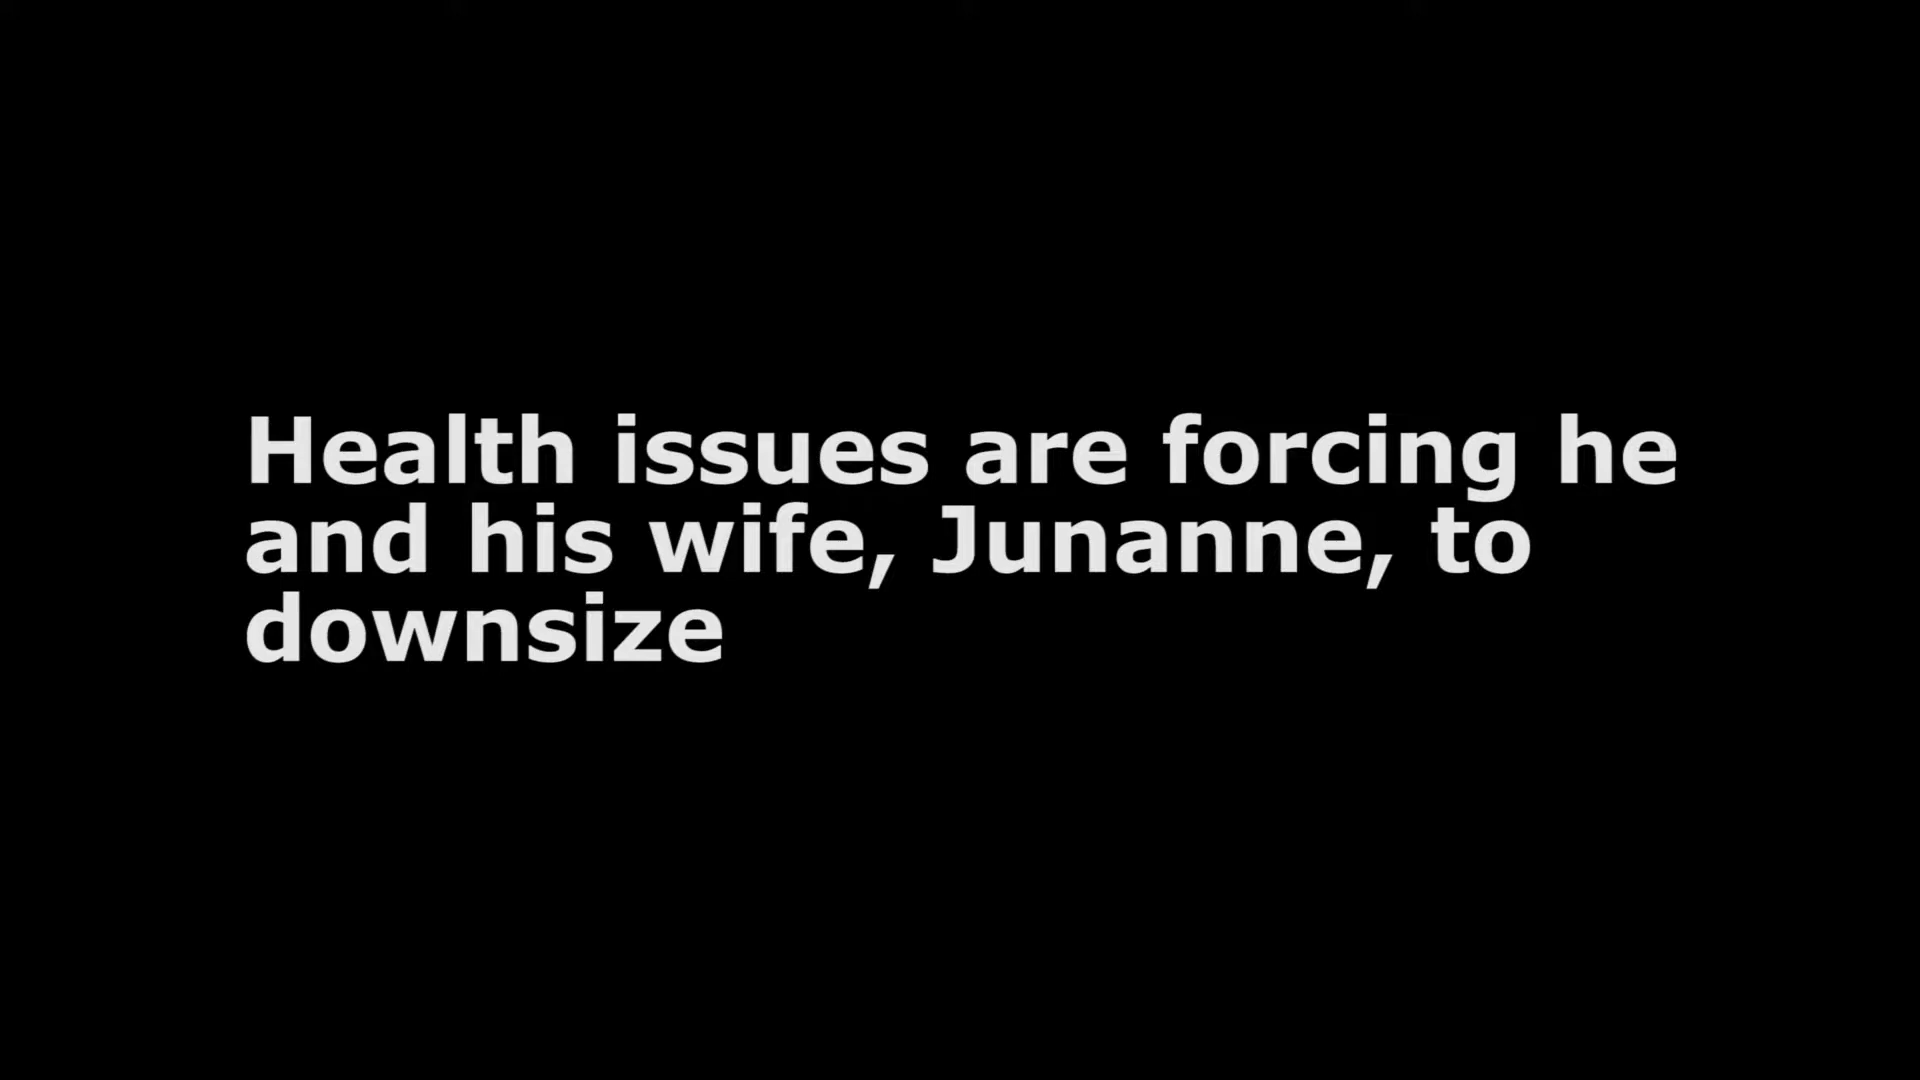 Health issues are forcing he
and his wife, Junanne, to
downsize